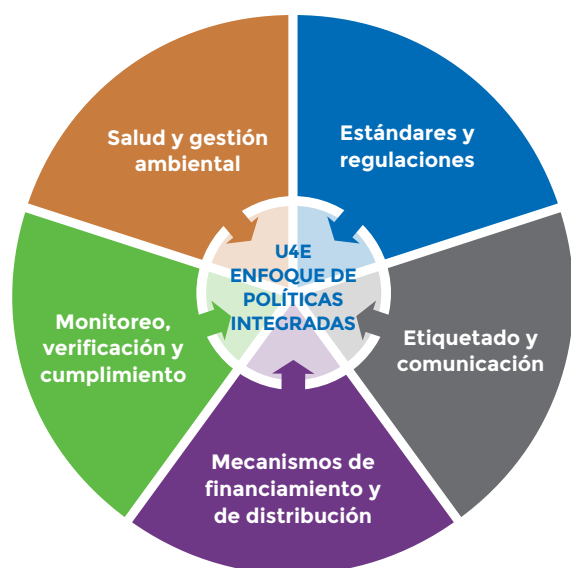 Salud y gestión
ambiental
Estándares y
regulaciones
U4E
ENFOQUE DE
POLÍTICAS
INTEGRADAS
Monitoreo,
verificación y
cumplimiento
Etiquetado y
comunicación
Mecanismos de
financiamiento y
de distribución